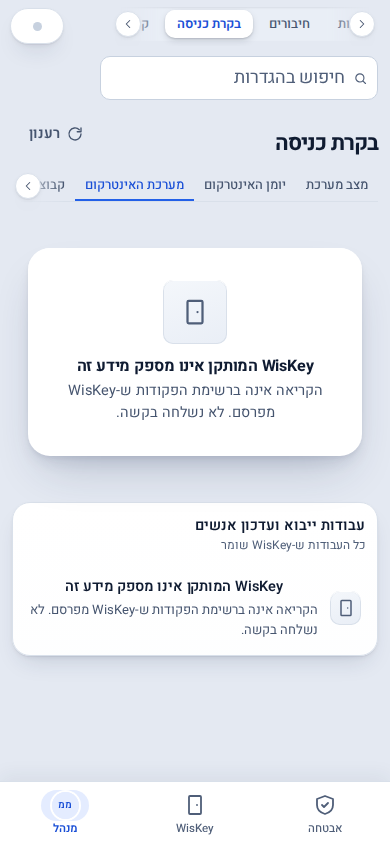 חיבורים
בקרת כניסה
חיפוש בהגדרות
בקרת כניסה
רענון
מצב מערכת
יומן האינטרקום
מערכת האינטרקום
WisKey המותקן אינו מספק מידע זה
הקריאה אינה ברשימת הפקודות ש-WisKey
מפרסם. לא נשלחה בקשה.
עבודות ייבוא ועדכון אנשים
כל העבודות ש-WisKey שומר
WisKey המותקן אינו מספק מידע זה
הקריאה אינה ברשימת הפקודות ש-WisKey מפרסם. לא
נשלחה בקשה.
אבטחה
WisKey
ממ
מנהל